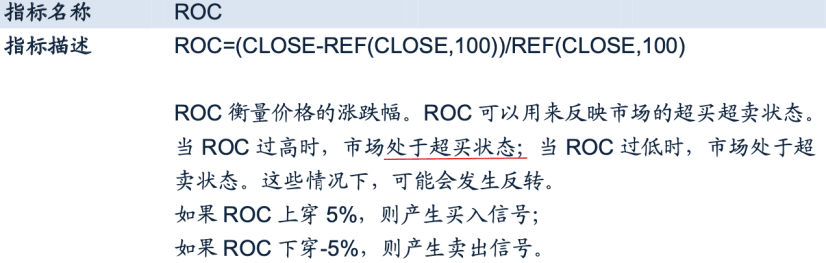 指标名称 ROC
指标描述 ROC=(CLOSE-REF(CLOSE,100))/REF(CLOSE,100)
ROC 衡量价格的涨跌幅。ROC 可以用来反映市场的超买超卖状态。
当 ROC 过高时，市场处于超买状态；当 ROC 过低时，市场处于超
卖状态。这些情况下，可能会发生反转。
如果 ROC 上穿 5%，则产生买入信号；
如果 ROC 下穿-5%，则产生卖出信号。